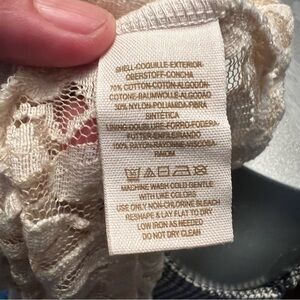 SHELL-COQUILLE-EXTERIOR-
OBERSTOFF-CONCHA
70% COTTON-COTON-ALGODÓN-
COTONE-BAUMWOLLE-ALGODÃO
30% NYLON-POLIAMIDA-FIBRA
SINTÉTICA
LINING-DOUBLURE-FORRO-FODERA-
FUTTER-ENFILEIRANDO
100% RAYON-RAYONNE-VISCOSA-
RAIOM
MACHINE WASH COLD GENTLE
WITH LIKE COLORS
USE ONLY NON-CHLORINE BLEACH
RESHAPE & LAY FLAT TO DRY
LOW IRON AS NEEDED
DO NOT DRY CLEAN